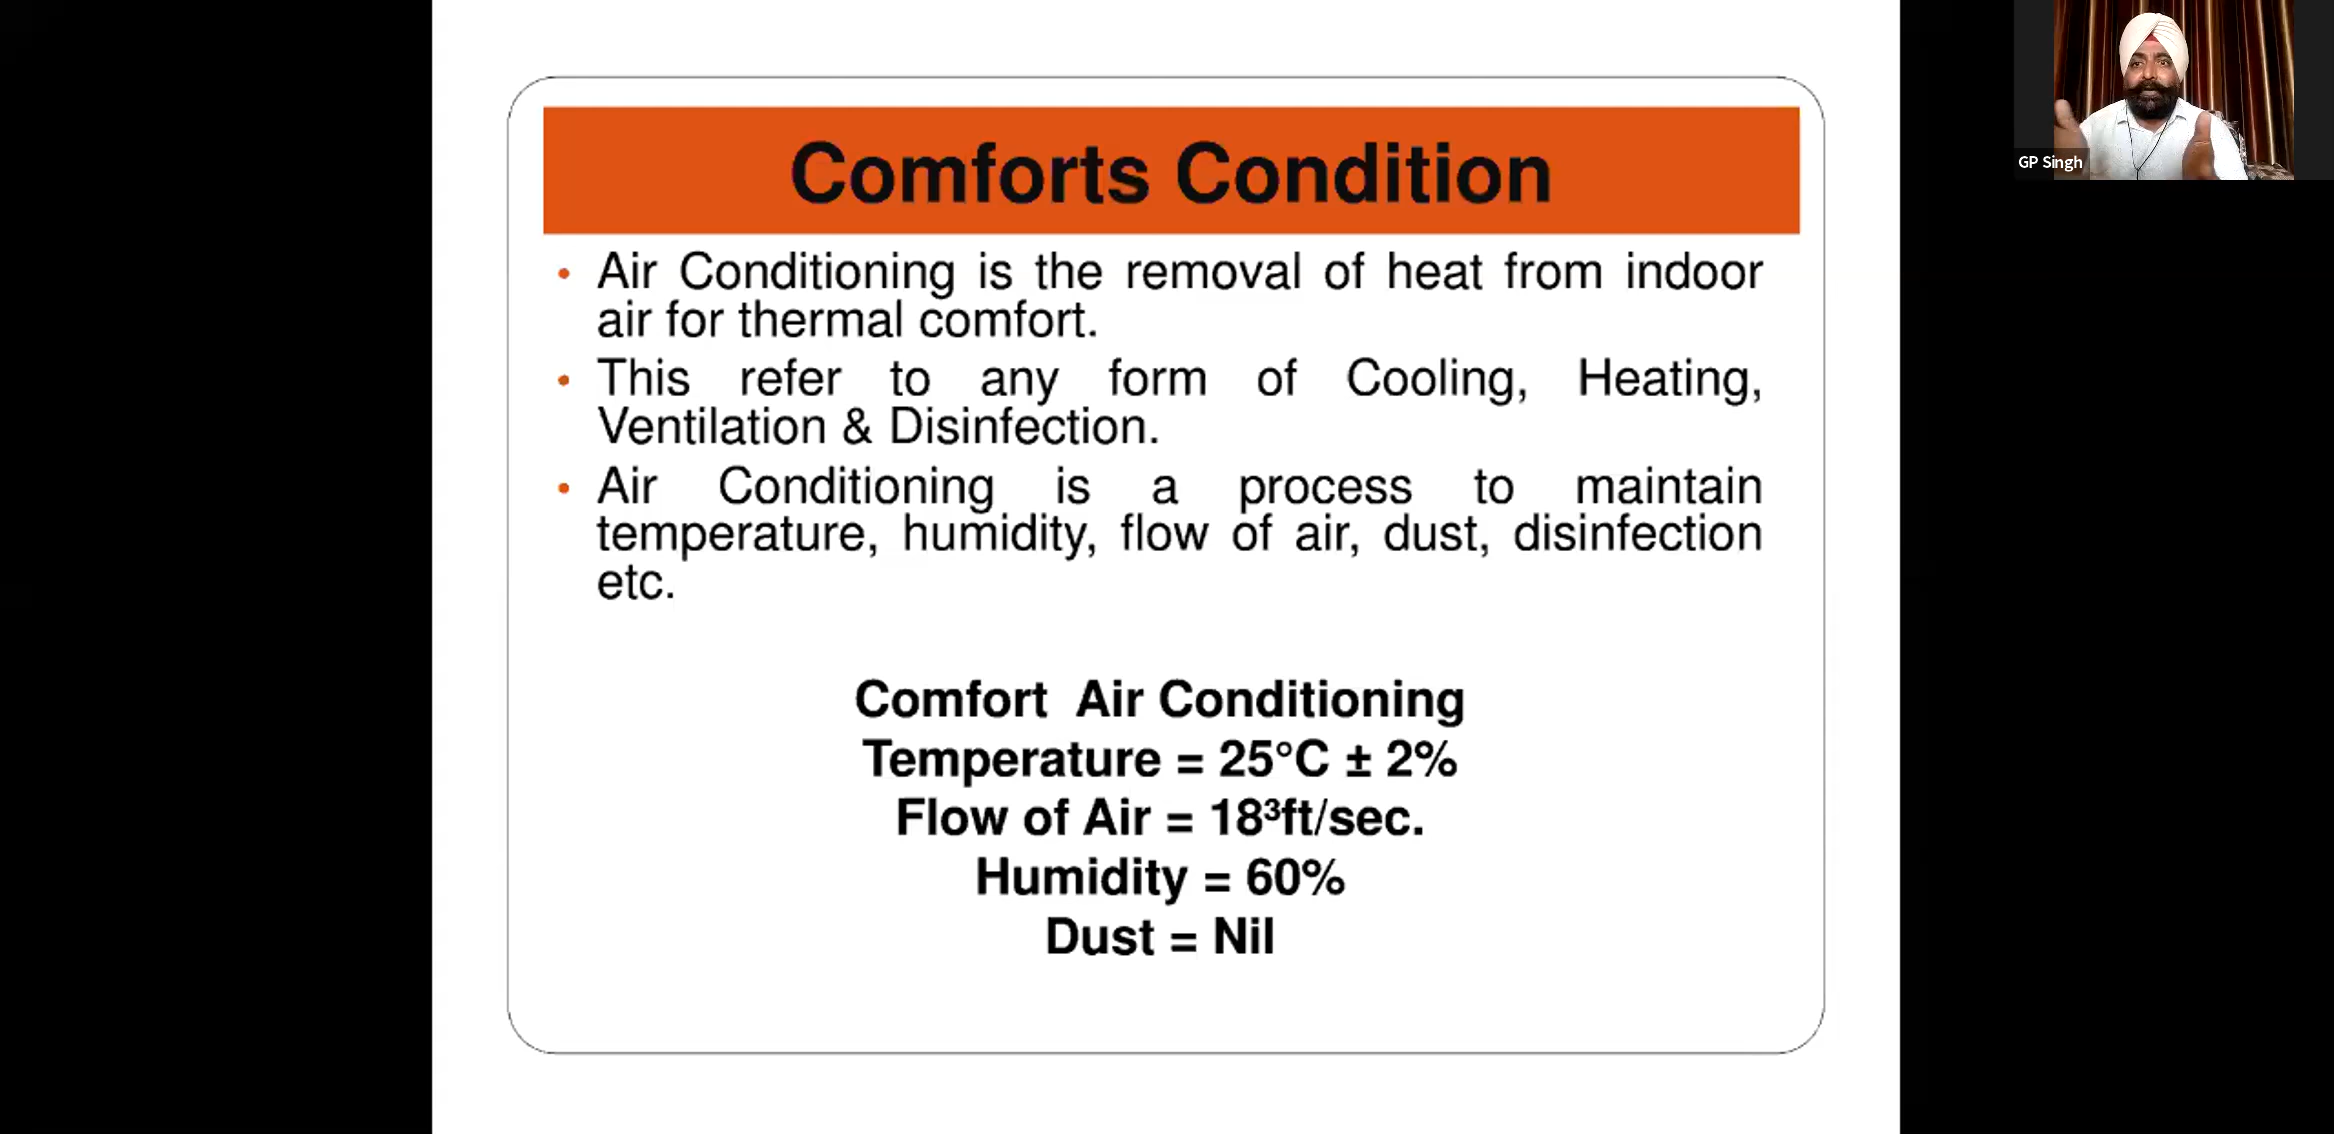 Comforts Condition
• Air Conditioning is the removal of heat from indoor
air for thermal comfort.
• This refer to any form of Cooling, Heating,
Ventilation & Disinfection.
• Air Conditioning is a process to maintain
temperature, humidity, flow of air, dust, disinfection
etc.
Comfort Air Conditioning
Temperature = 25°C ± 2%
Flow of Air = 18³ft/sec.
Humidity = 60%
Dust = Nil
GP Singh